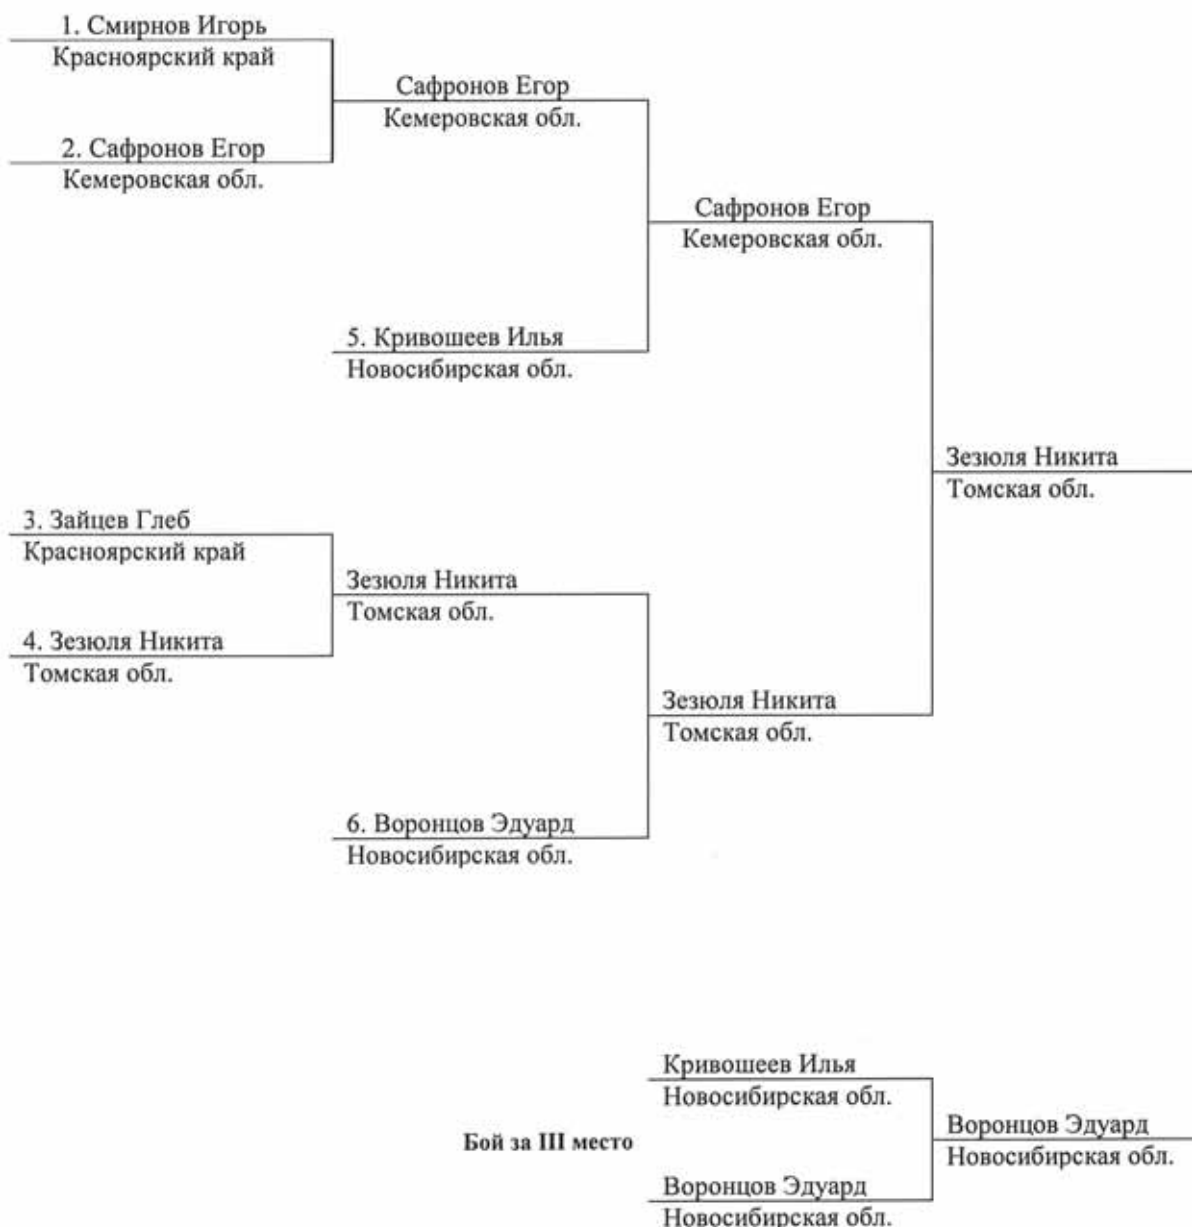 1. Смирнов Игорь
Красноярский край
Сафронов Егор
Кемеровская обл.
2. Сафронов Егор
Кемеровская обл.
Сафронов Егор
Кемеровская обл.
5. Кривошеев Илья
Новосибирская обл.
Зезюля Никита
Томская обл.
3. Зайцев Глеб
Красноярский край
Зезюля Никита
Томская обл.
4. Зезюля Никита
Томская обл.
Зезюля Никита
Томская обл.
6. Воронцов Эдуард
Новосибирская обл.
Кривошеев Илья
Новосибирская обл.
Бой за III место
Воронцов Эдуард
Новосибирская обл.
Воронцов Эдуард
Новосибирская обл.